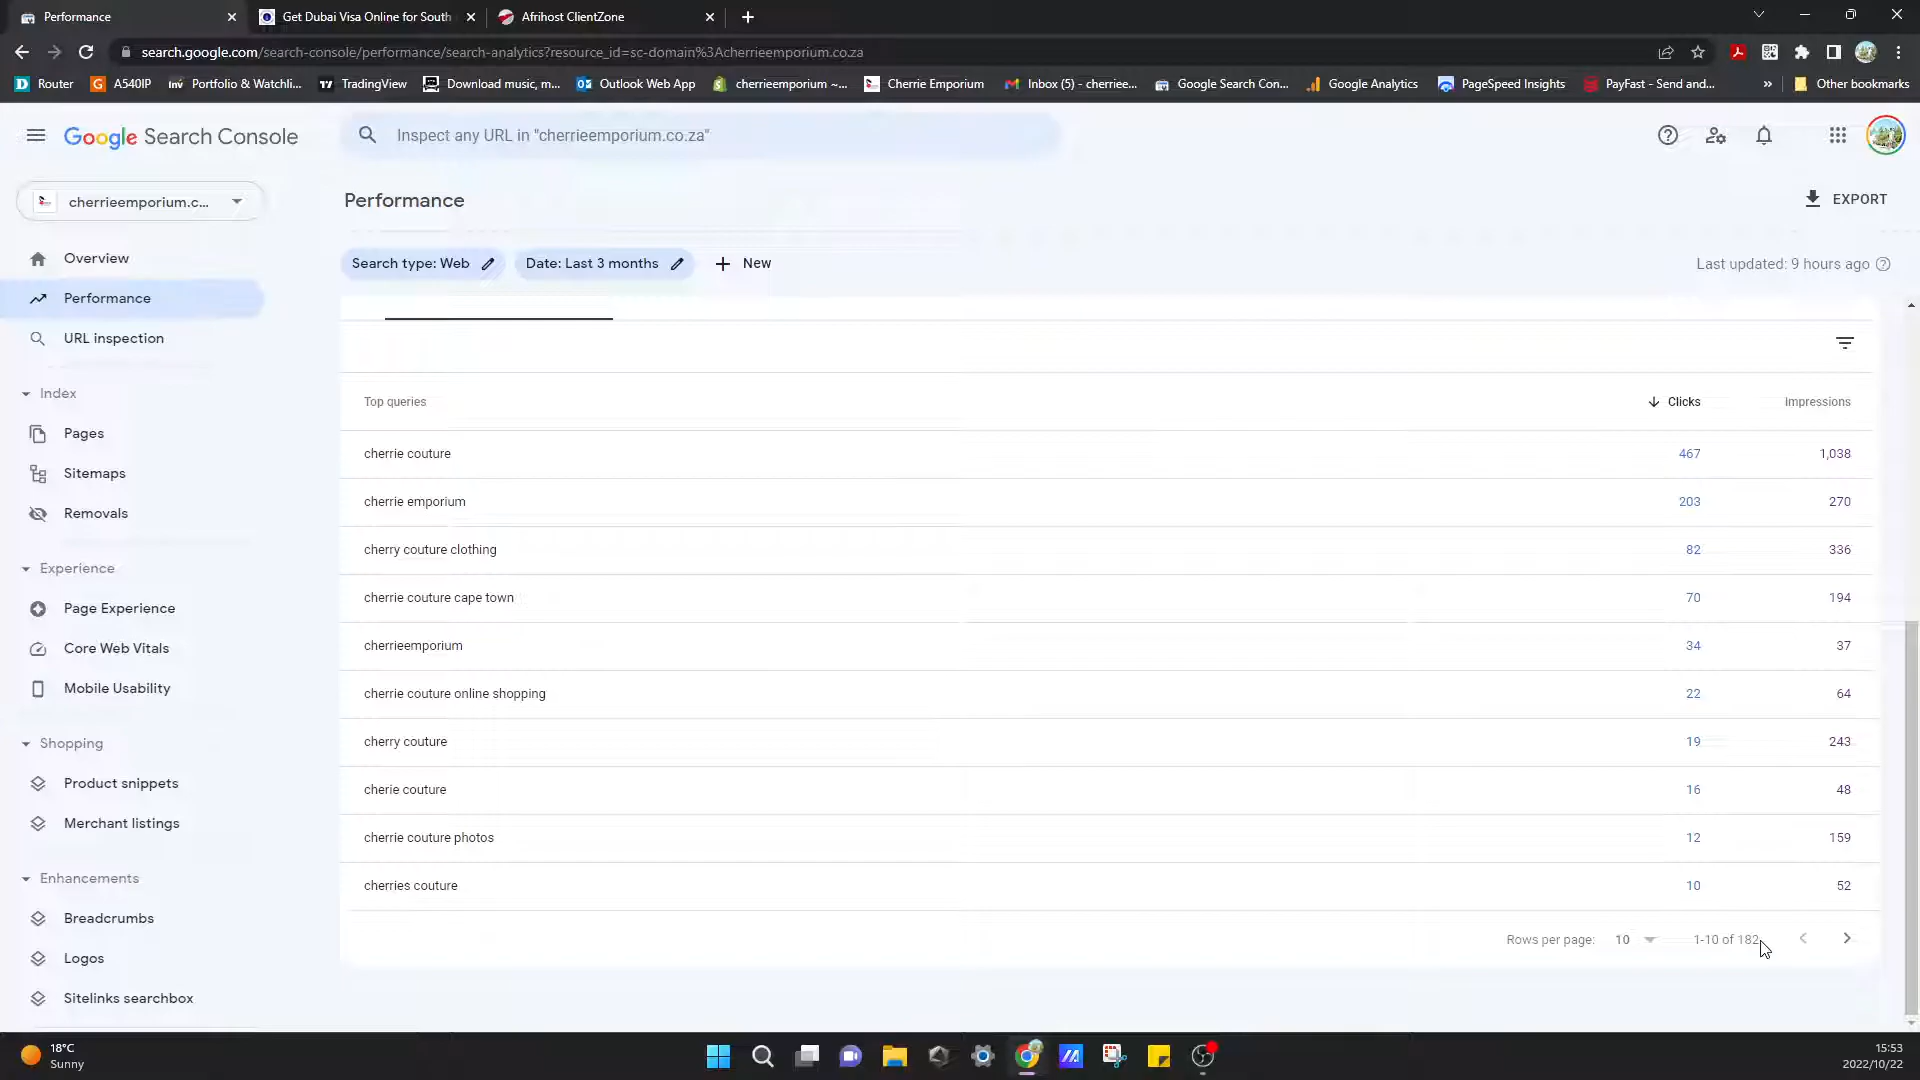 Performance
Get Dubai Visa Online for South
Afrihost ClientZone
search.google.com/search-console/performance/search-analytics?resource_id=sc-domain%3Acherrieemporium.co.za
Router
A540IP
Portfolio & Watchli...
TradingView
Download music, m...
Outlook Web App
cherrieemporium ~...
Cherrie Emporium
Inbox (5) - cherriee...
Google Search Con...
Google Analytics
PageSpeed Insights
PayFast - Send and...
»
Other bookmarks
Google Search Console
Inspect any URL in "cherrieemporium.co.za"
cherrieemporium.c...
Performance
EXPORT
Search type: Web
Date: Last 3 months
New
Last updated: 9 hours ago
Overview
Performance
URL inspection
Index
Pages
Sitemaps
Removals
Experience
Page Experience
Core Web Vitals
Mobile Usability
Shopping
Product snippets
Merchant listings
Enhancements
Breadcrumbs
Logos
Sitelinks searchbox
Top queries Clicks Impressions
cherrie couture 467 1,038
cherrie emporium 203 270
cherry couture clothing 82 336
cherrie couture cape town 70 194
cherrieemporium 34 37
cherrie couture online shopping 22 64
cherry couture 19 243
cherie couture 16 48
cherrie couture photos 12 159
cherries couture 10 52
Rows per page: 10 1-10 of 182
18°C
Sunny
15:53
2022/10/22